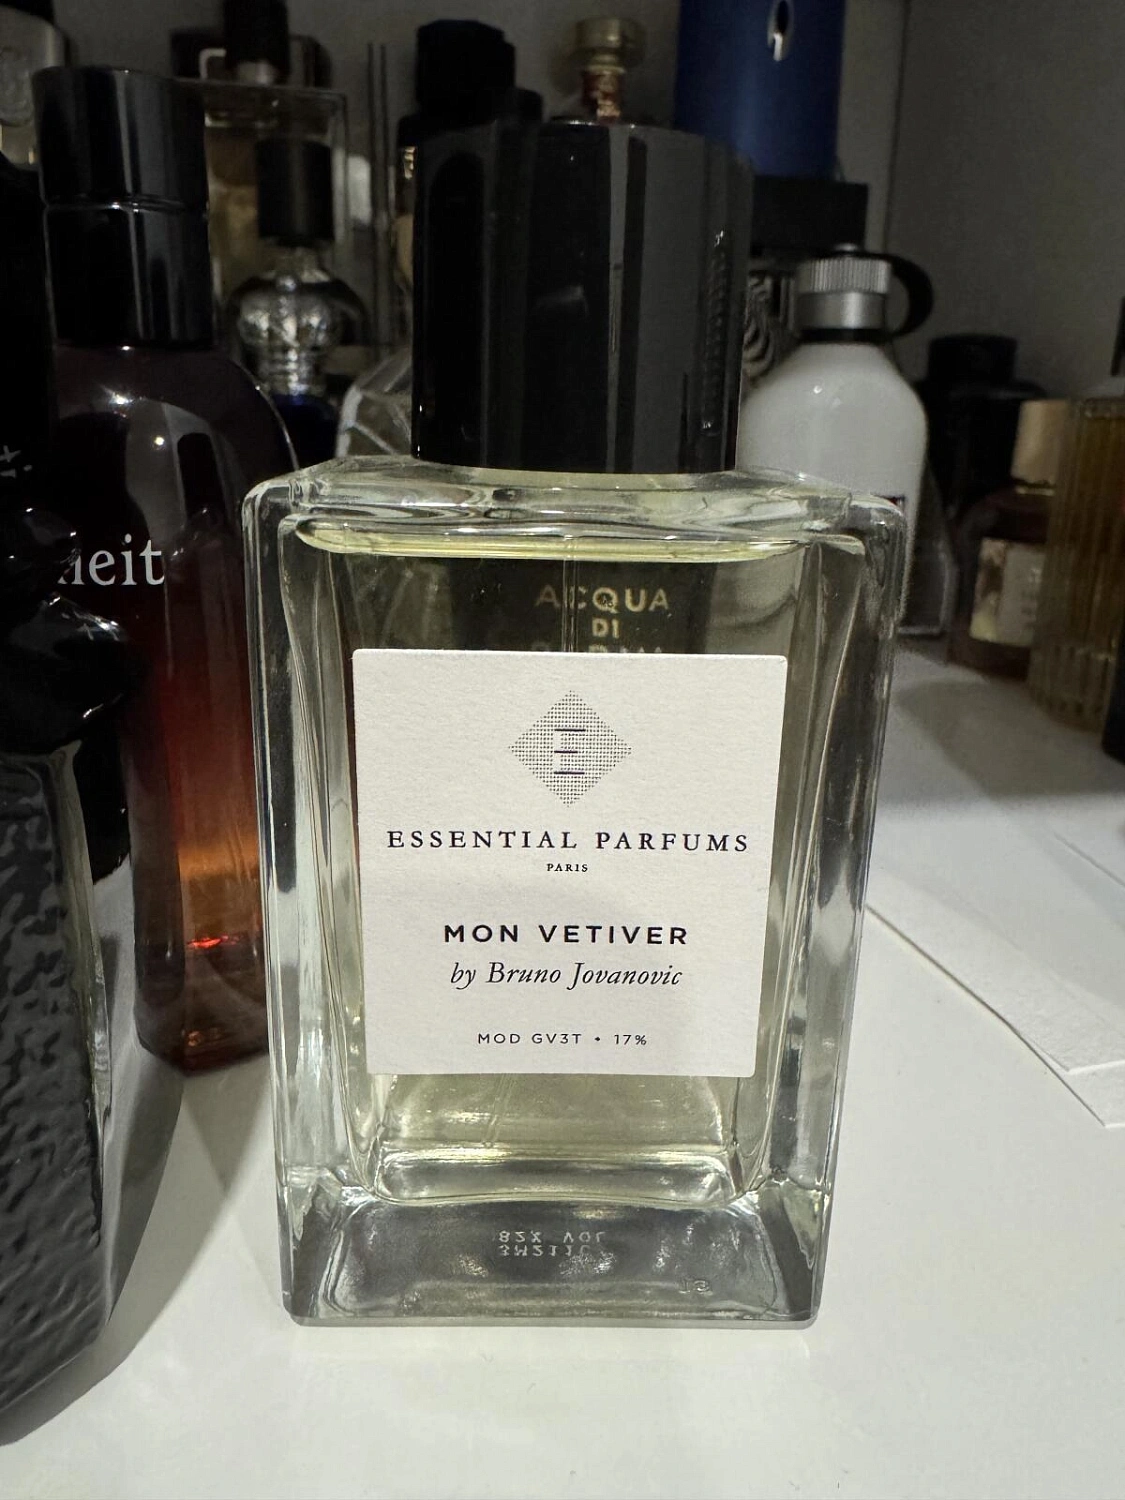 heit
ACQUA
DI
E
ESSENTIAL PARFUMS
PARIS
MON VETIVER
by Bruno Jovanovic
MOD GV3T • 17%